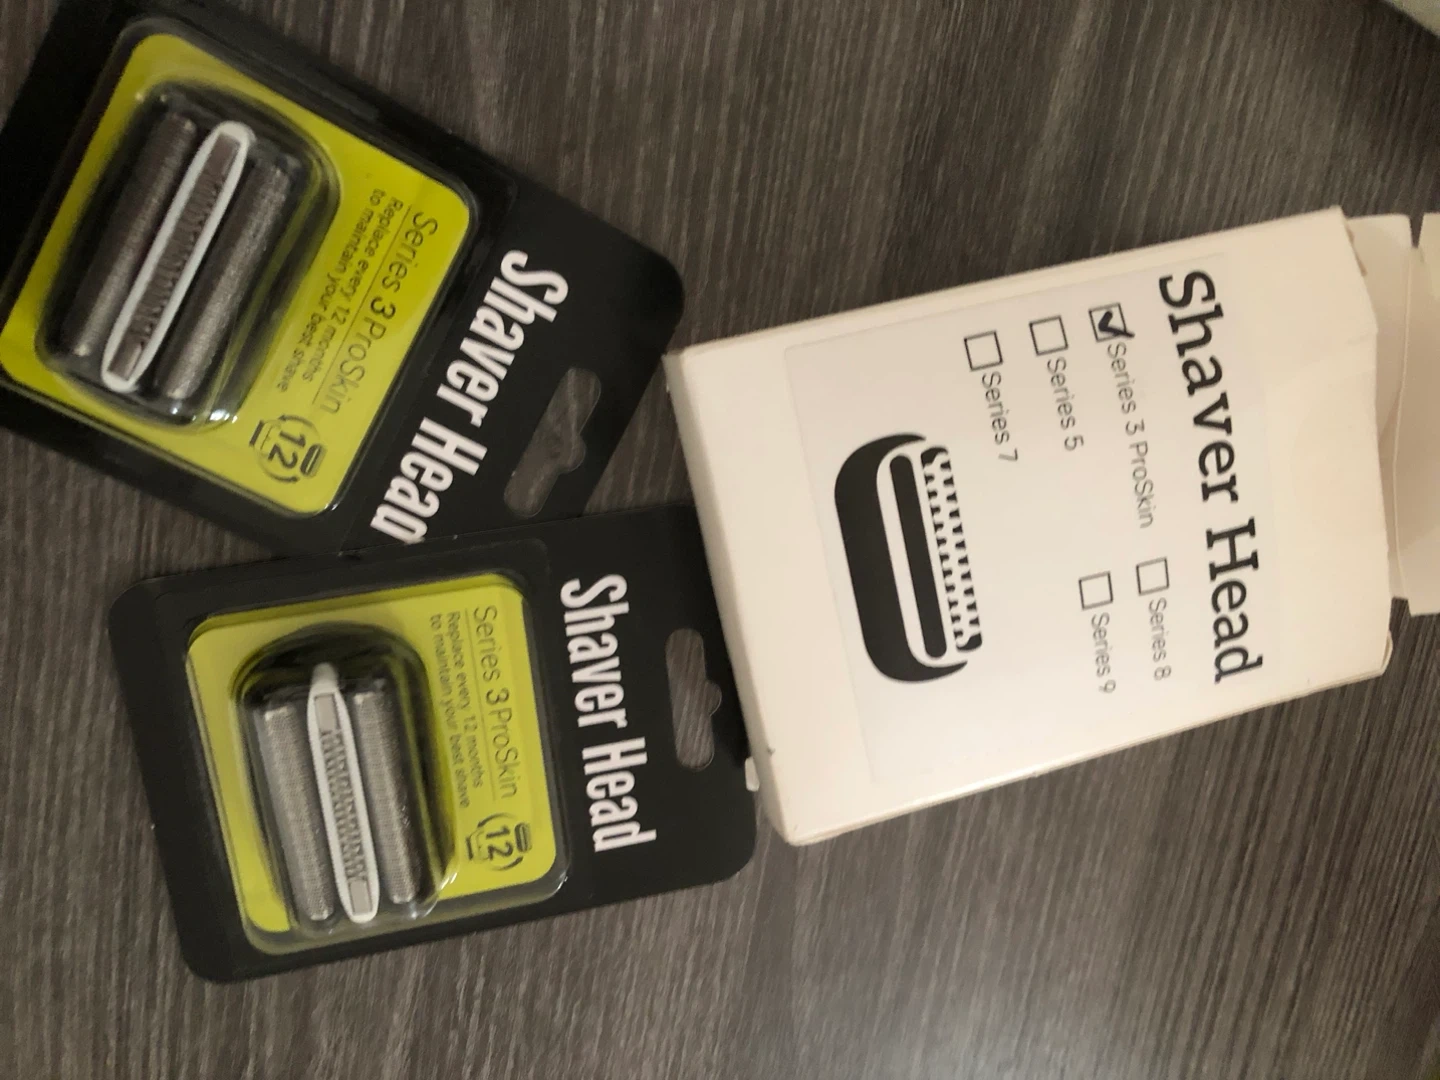 Shaver Head
Series 3 ProSkin
Replace every 12 months
to maintain your best shave
12
Shaver Head
Series 3 ProSkin
Replace every 12 months
to maintain your best shave
12
Shaver Head
Series 3 ProSkin
Series 8
Series 5
Series 9
Series 7